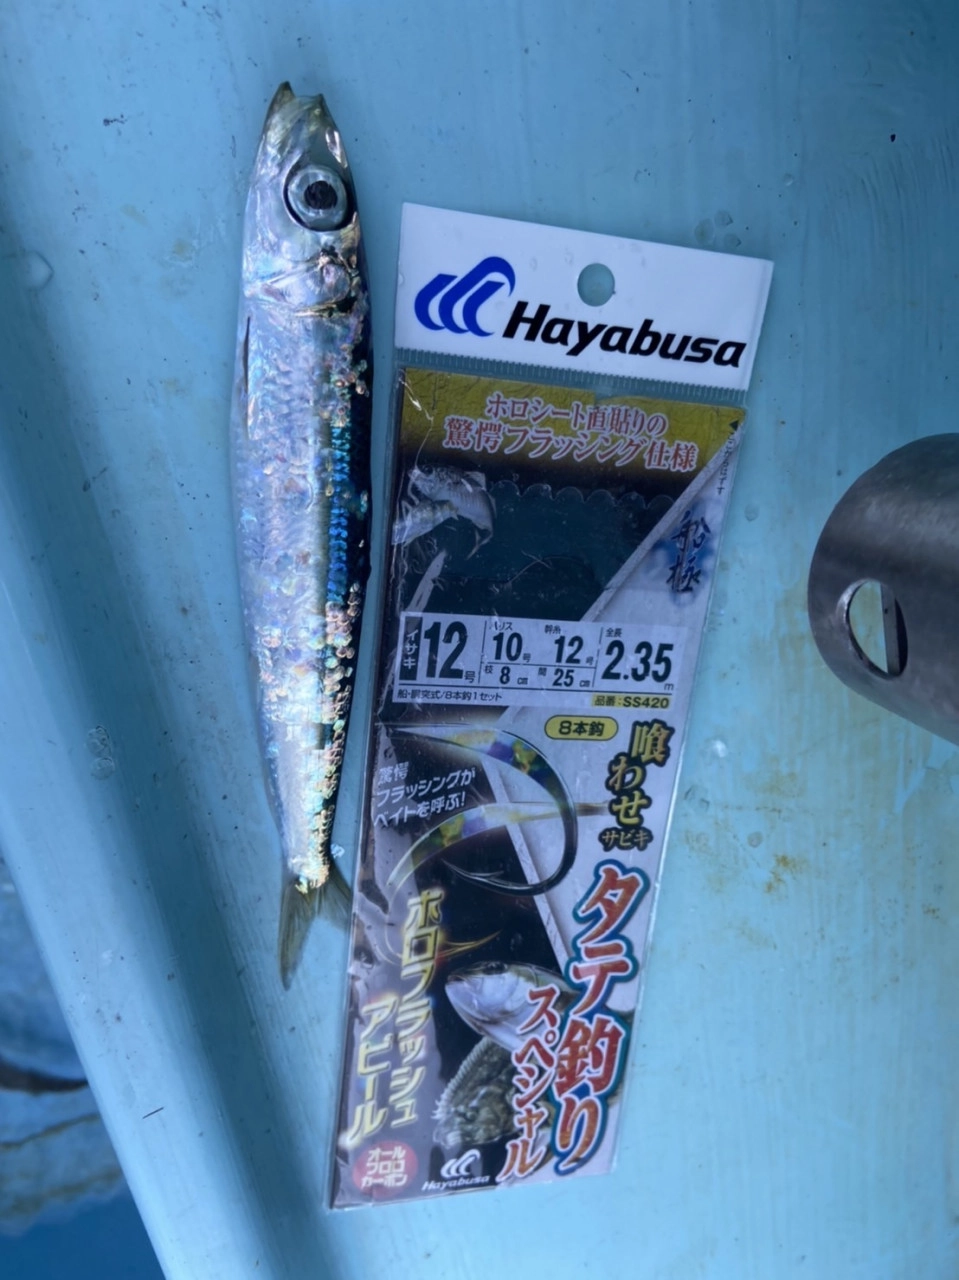 Hayabusa
ホロシート直貼りの
驚愕フラッシング仕様
船極
イサキ 12号
ハリス 10号
幹糸 12号
全長 2.35m
枝 8cm
間 25cm
船・胴突式/8本鈎1セット
品番:SS420
8本鈎
喰わせ
サビキ
タテ釣り
スペシャル
驚愕
フラッシングが
ベイトを呼ぶ!
ホロフラッシュ
アピール
オール
フロロ
カーボン
Hayabusa